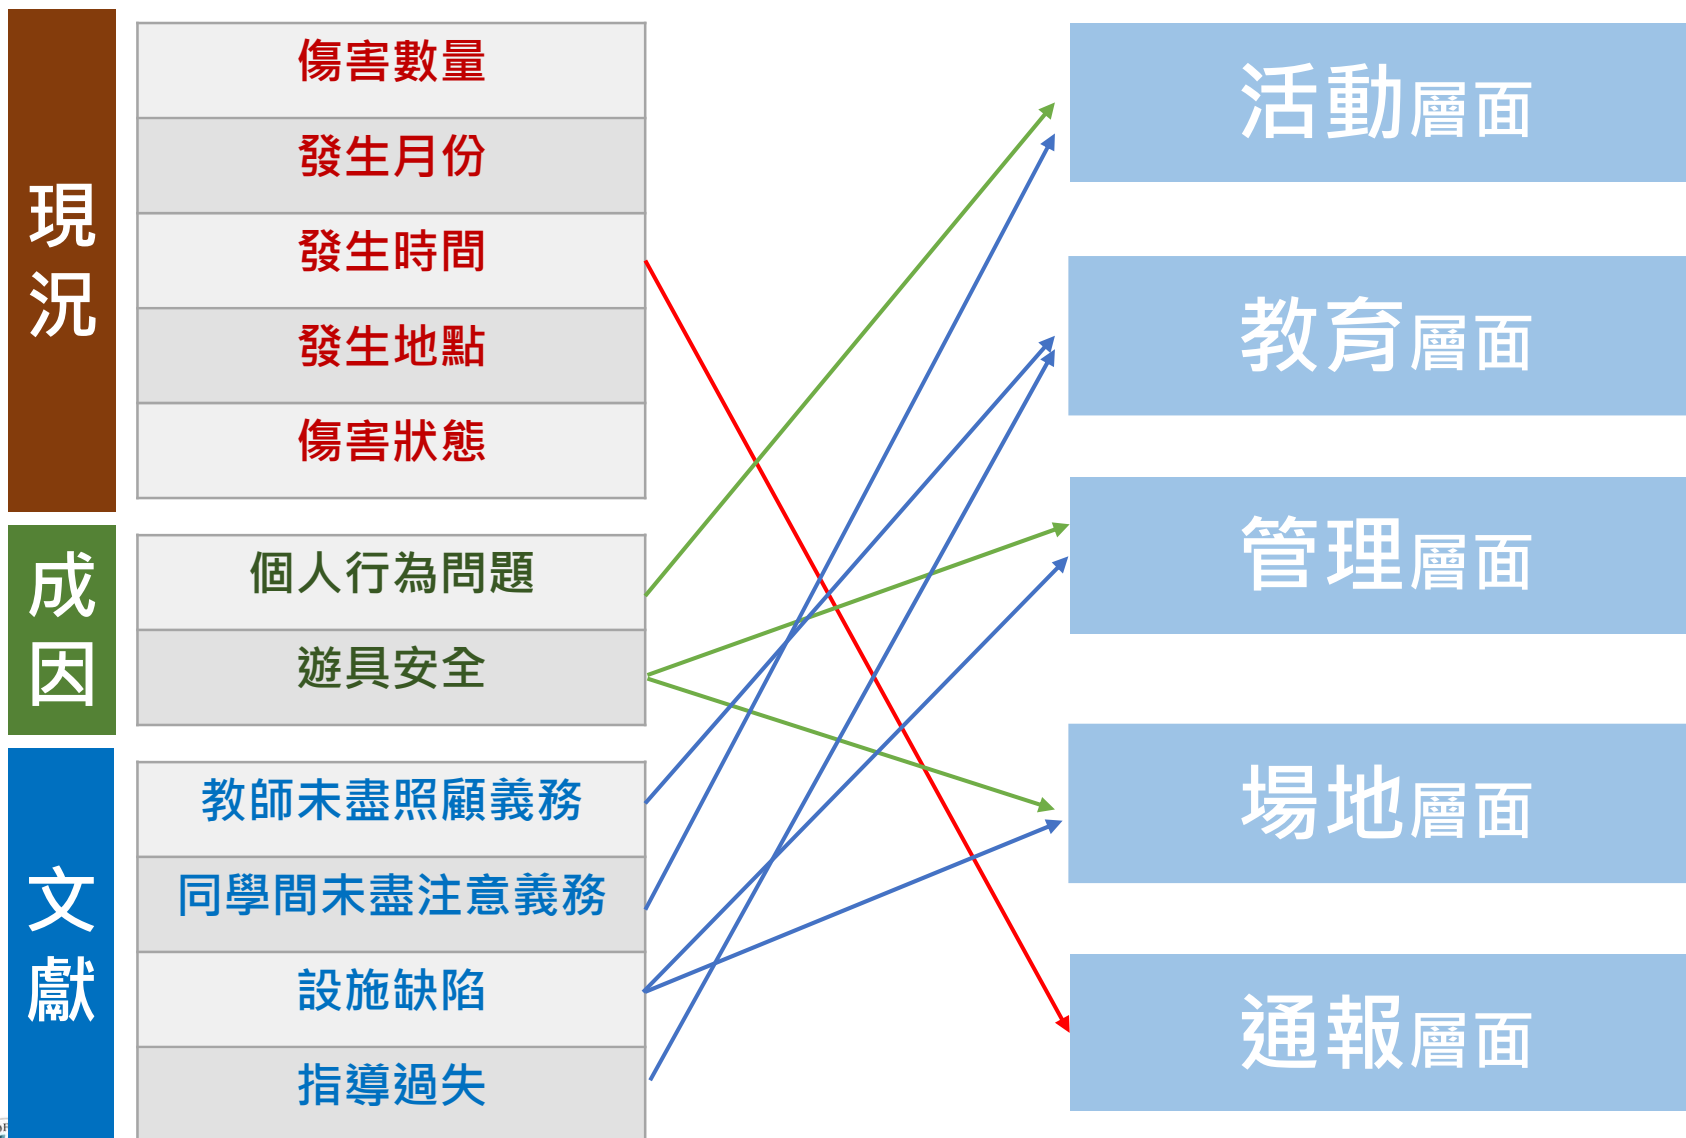 現況
傷害數量
發生月份
發生時間
發生地點
傷害狀態
成因
個人行為問題
遊具安全
文獻
教師未盡照顧義務
同學間未盡注意義務
設施缺陷
指導過失
活動層面
教育層面
管理層面
場地層面
通報層面